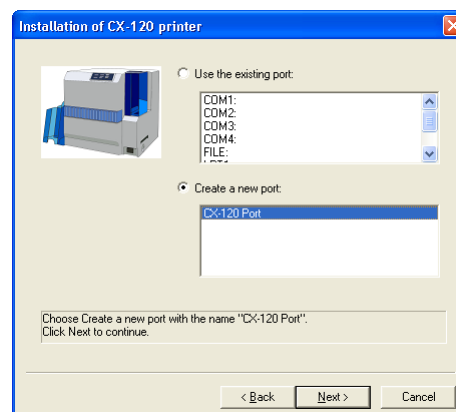 Installation of CX-120 printer
Use the existing port:
COM1:
COM2:
COM3:
COM4:
FILE:
LPT1:
Create a new port:
CX-120 Port
Choose Create a new port with the name "CX-120 Port".
Click Next to continue.
< Back
Next >
Cancel